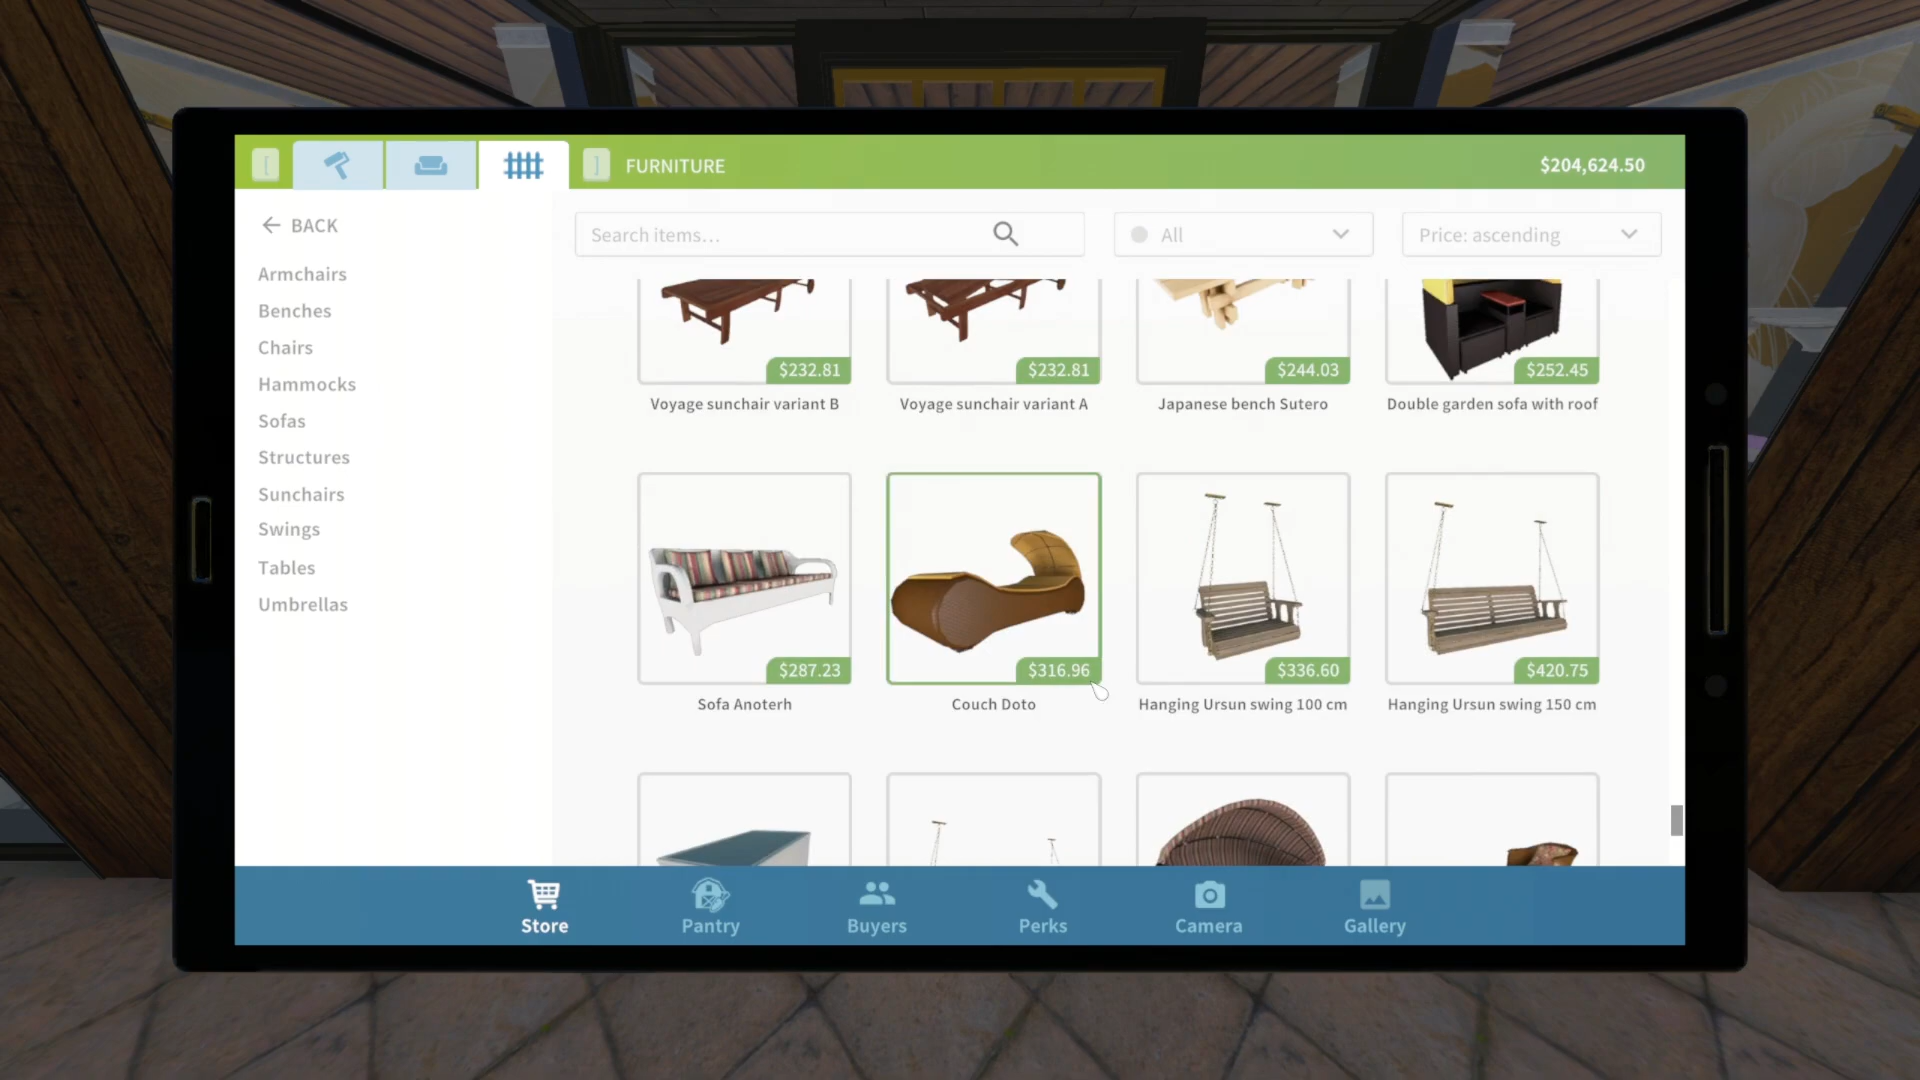 [
]
FURNITURE
$204,624.50
BACK
Armchairs
Benches
Chairs
Hammocks
Sofas
Structures
Sunchairs
Swings
Tables
Umbrellas
Search items...
All
Price: ascending
$232.81
$232.81
$244.03
$252.45
Voyage sunchair variant B
Voyage sunchair variant A
Japanese bench Sutero
Double garden sofa with roof
$287.23
$316.96
$336.60
$420.75
Sofa Anoterh
Couch Doto
Hanging Ursun swing 100 cm
Hanging Ursun swing 150 cm
Store
Pantry
Buyers
Perks
Camera
Gallery